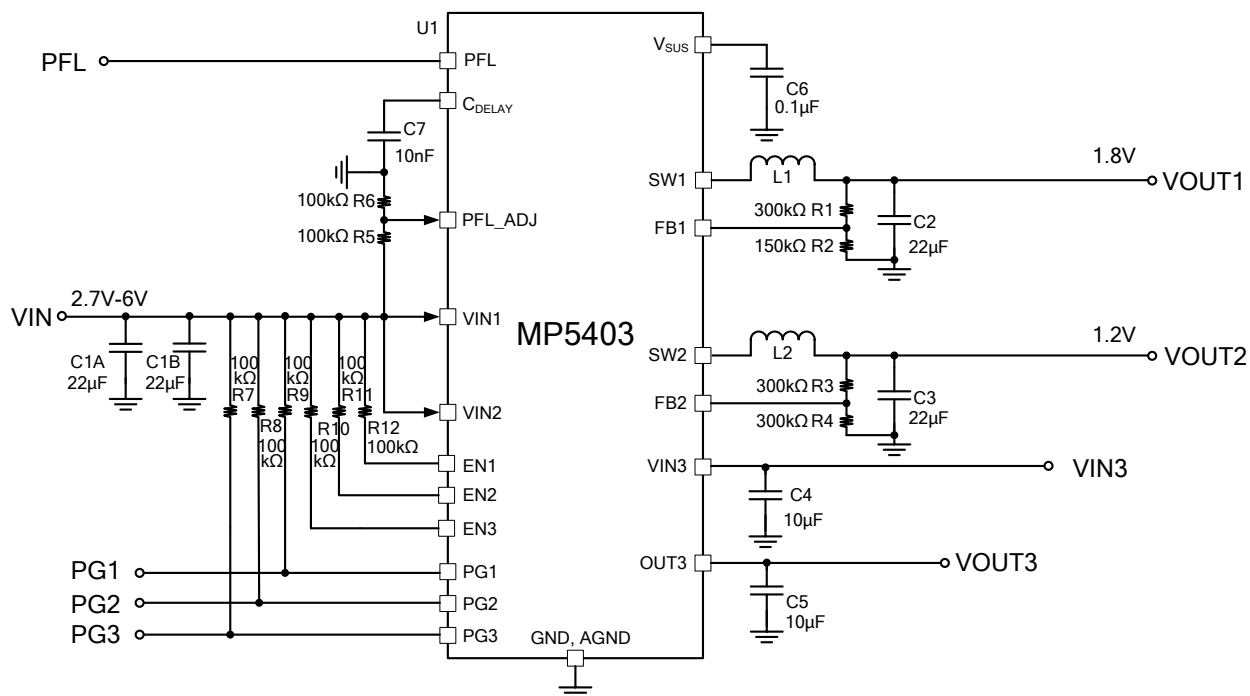 U1
PFL
PFL
V_SUS
C6
0.1µF
C_DELAY
C7
10nF
1.8V
SW1
L1
VOUT1
100kΩ R6
300kΩ R1
C2
22µF
PFL_ADJ
FB1
100kΩ R5
150kΩ R2
2.7V-6V
VIN
VIN1
MP5403
1.2V
SW2
L2
VOUT2
C1A
22µF
C1B
22µF
100
kΩ
R7
100
kΩ
R9
100
kΩ
R11
300kΩ R3
C3
22µF
VIN2
FB2
300kΩ R4
R8
100
kΩ
R10
100
kΩ
R12
100kΩ
EN1
VIN3
VIN3
EN2
C4
10µF
EN3
OUT3
VOUT3
PG1
PG1
PG2
PG2
C5
10µF
PG3
PG3
GND, AGND